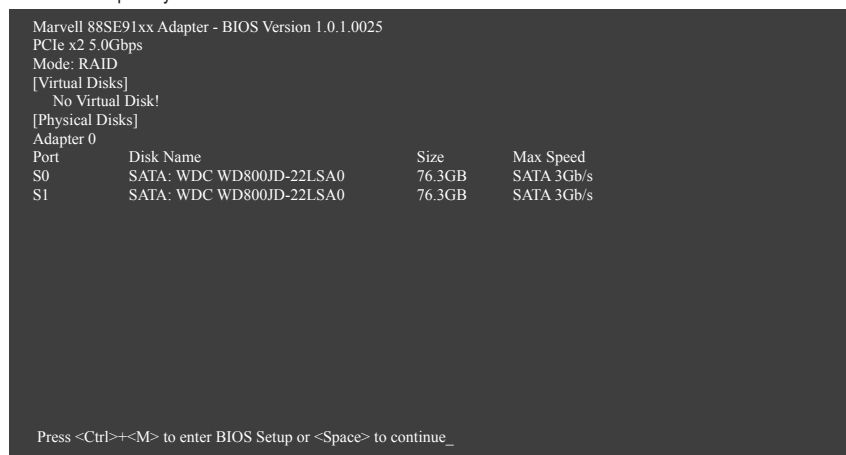 Marvell 88SE91xx Adapter - BIOS Version 1.0.1.0025
PCIe x2 5.0Gbps
Mode: RAID
[Virtual Disks]
No Virtual Disk!
[Physical Disks]
Adapter 0
Port Disk Name Size Max Speed
S0 SATA: WDC WD800JD-22LSA0 76.3GB SATA 3Gb/s
S1 SATA: WDC WD800JD-22LSA0 76.3GB SATA 3Gb/s
Press <Ctrl>+<M> to enter BIOS Setup or <Space> to continue_